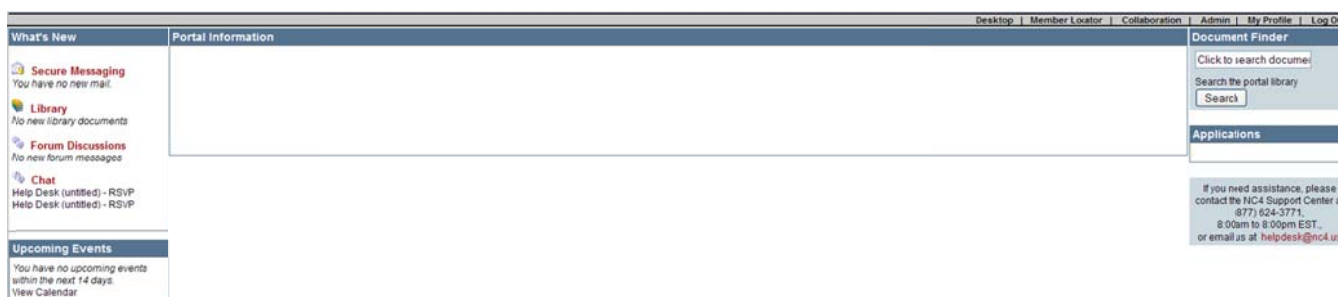 Desktop | Member Locator | Collaboration | Admin | My Profile | Log O
What's New
Secure Messaging
You have no new mail.
Library
No new library documents
Forum Discussions
No new forum messages
Chat
Help Desk (untitled) - RSVP
Help Desk (untitled) - RSVP
Upcoming Events
You have no upcoming events
within the next 14 days.
View Calendar
Portal Information
Document Finder
Click to search documen
Search the portal library
Search
Applications
If you need assistance, please
contact the NC4 Support Center a
(877) 624-3771,
8:00am to 8:00pm EST.,
or email us at helpdesk@nc4.us